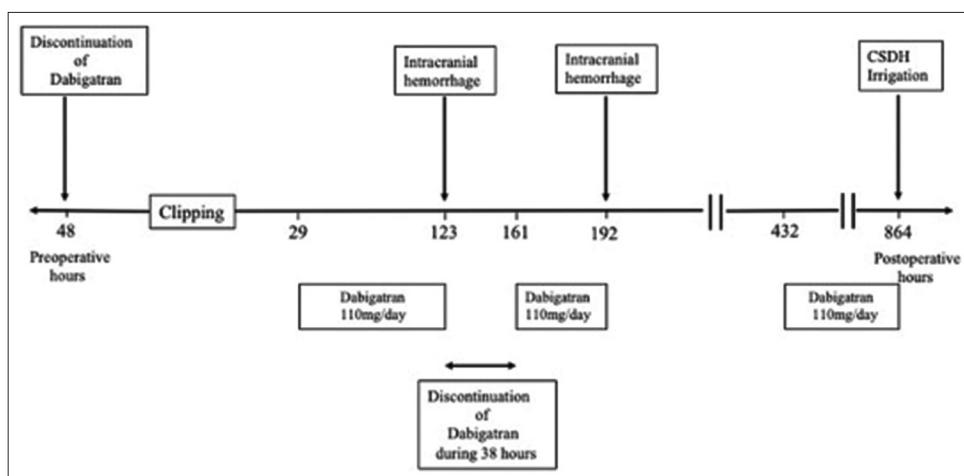 Discontinuation
of
Dabigatran
Intracranial
hemorrhage
Intracranial
hemorrhage
CSDH
Irrigation
Clipping
48
29
123
161
192
432
864
Preoperative
hours
Postoperative
hours
Dabigatran
110mg/day
Dabigatran
110mg/day
Dabigatran
110mg/day
Discontinuation
of
Dabigatran
during 38 hours